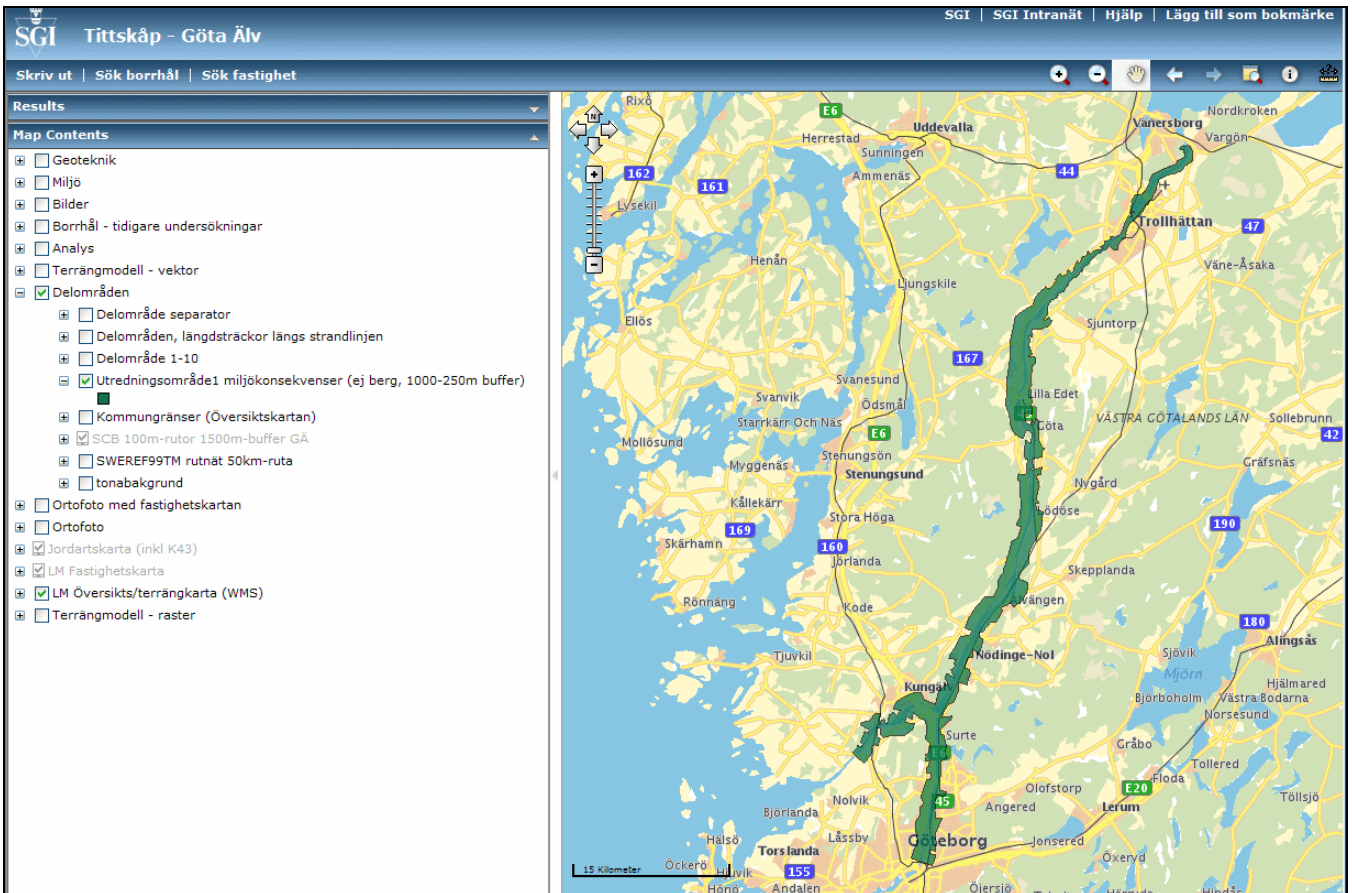 SGI | SGI Intranät | Hjälp | Lägg till som bokmärke
SGI Tittskåp - Göta Älv
Skriv ut | Sök borrhål | Sök fastighet
Results
Map Contents
Geoteknik
Miljö
Bilder
Borrhål - tidigare undersökningar
Analys
Terrängmodell - vektor
Delområden
Delområde separator
Delområden, längdsträckor längs strandlinjen
Delområde 1-10
Utredningsområde1 miljökonsekvenser (ej berg, 1000-250m buffer)
Kommungränser (Översiktskartan)
SCB 100m-rutor 1500m-buffer GÄ
SWEREF99TM rutnät 50km-ruta
tonabakgrund
Ortofoto med fastighetskartan
Ortofoto
Jordartskarta (inkl K43)
LM Fastighetskarta
LM Översikts/terrängkarta (WMS)
Terrängmodell - raster
N
Rixö
E6
Nordkroken
Vänersborg
Uddevalla
Herrestad
Vargön
Sunningen
44
162
161
Ammenäs
Lysekil
Trollhättan
47
Henån
Väne-Åsaka
Ljungskile
Ellös
Sjuntorp
167
Svanesund
Lilla Edet
Svanvik
Ödsmål
VÄSTRA GÖTALANDS LÄN
Sollebrunn
Starrkärr Och Näs
45
Göta
E6
42
Mollösund
Stenungsön
Myggenäs
Gräfsnäs
Stenungsund
Nygård
Kållekärr
Lödöse
Stora Höga
169
190
Skärhamn
160
Jörlanda
Skepplanda
Rönnäng
Kode
Älvängen
180
Alingsås
Tjuvkil
Nödinge-Nol
Sjövik
Mjörn
Kungälv
Hjälmared
Björboholm
Västra Bodarna
Norsesund
Surte
Gråbo
E6
Tollered
Floda
E20
Nolvik
45
Olofstorp
Töllsjö
Angered
Lerum
Björlanda
Hälsö
Låssby
Göteborg
Jonsered
Torslanda
15 Kilometer
Öckerö
Hjuvik
155
Öxeryd
Hönö
Andalen
Öjersjö
Härryda
Hindås